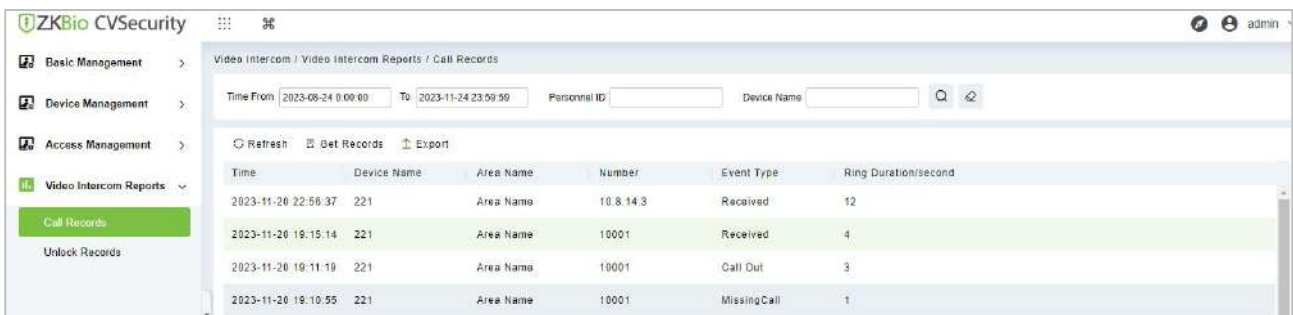 ZKBio CVSecurity
admin
Basic Management
Device Management
Access Management
Video Intercom Reports
Call Records
Unlock Records
Video Intercom / Video Intercom Reports / Call Records
Time From 2023-08-24 0:00:00 To 2023-11-24 23:59:59 Personnel ID Device Name
Refresh Get Records Export
Time Device Name Area Name Number Event Type Ring Duration/second
2023-11-20 22:56:37 221 Area Name 10.8.14.3 Received 12
2023-11-20 19:15:14 221 Area Name 10001 Received 4
2023-11-20 19:11:19 221 Area Name 10001 Call Out 3
2023-11-20 19:10:55 221 Area Name 10001 MissingCall 1